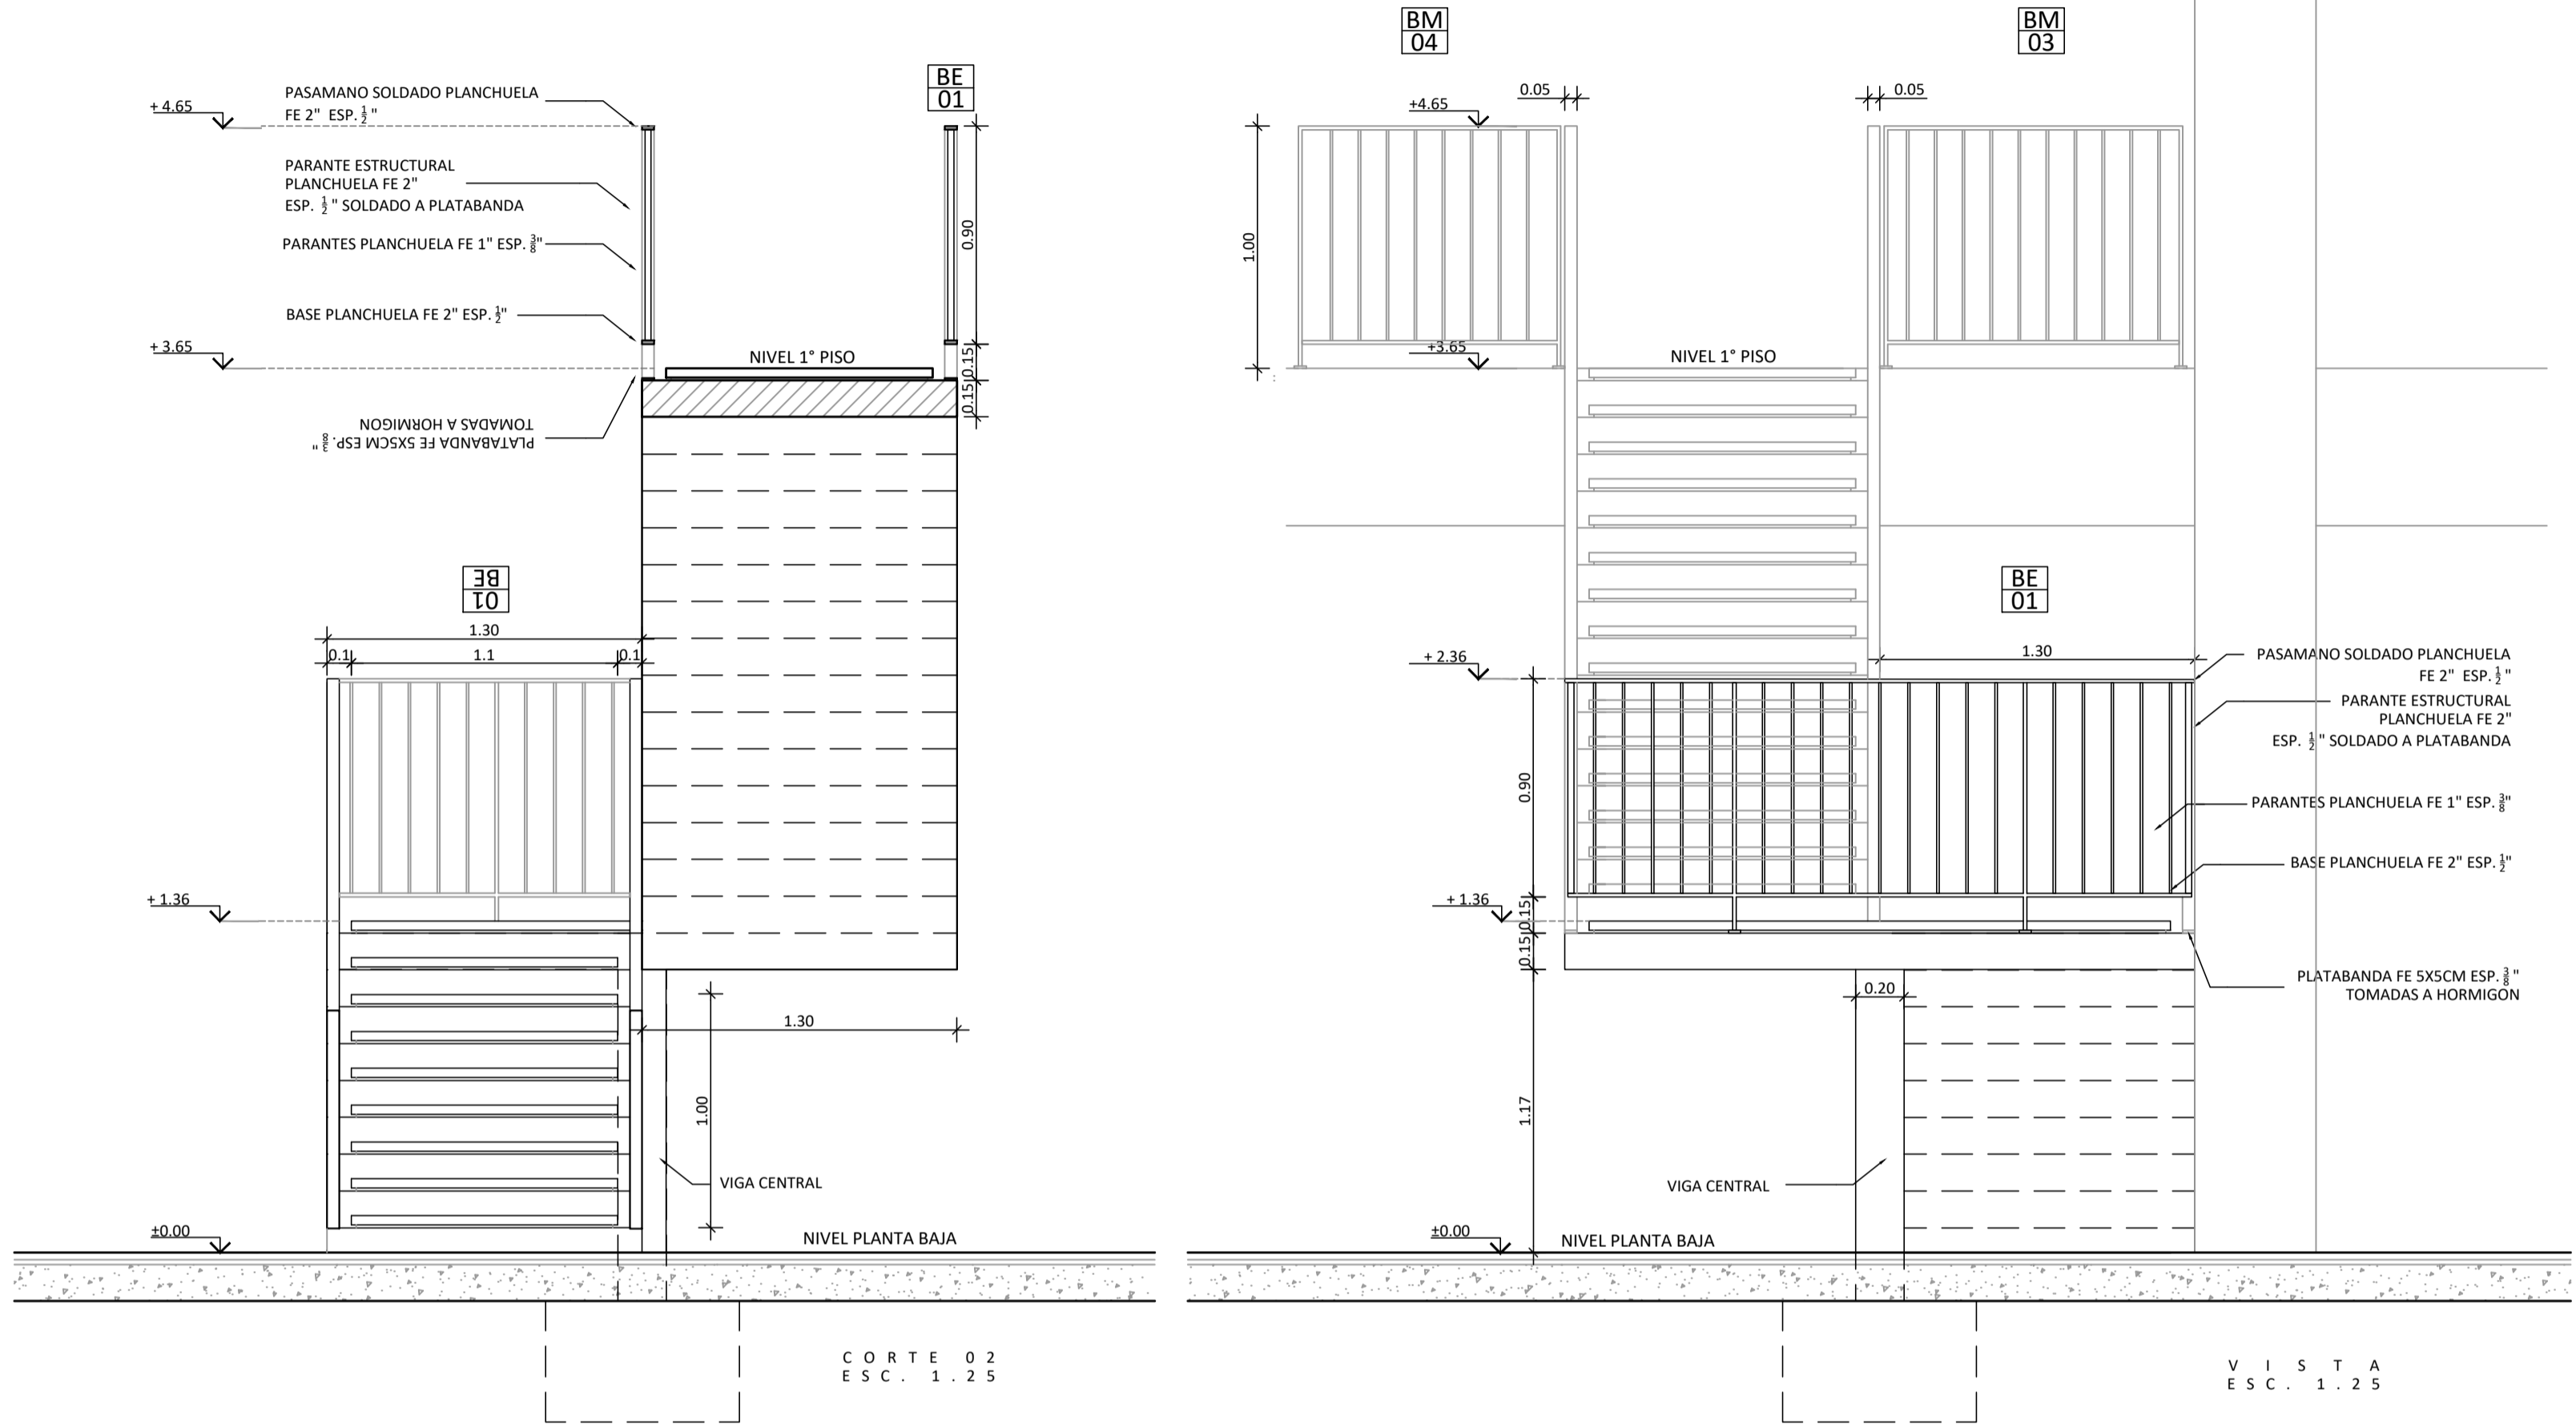 BM
04
BM
03
BE
01
PASAMANO SOLDADO PLANCHUELA
FE 2" ESP. ½"
+ 4.65
PARANTE ESTRUCTURAL
PLANCHUELA FE 2"
ESP. ½" SOLDADO A PLATABANDA
PARANTES PLANCHUELA FE 1" ESP. ⅜"
BASE PLANCHUELA FE 2" ESP. ½"
+ 3.65
NIVEL 1° PISO
0.90
0.15
0.15
PLATABANDA FE 5X5CM ESP. ⅜"
TOMADAS A HORMIGON
BE
01
1.30
0.1
1.1
0.1
+ 1.36
1.30
1.00
VIGA CENTRAL
±0.00
NIVEL PLANTA BAJA
CORTE 02
ESC. 1.25
0.05
0.05
+4.65
1.00
+3.65
NIVEL 1° PISO
BE
01
+ 2.36
1.30
PASAMANO SOLDADO PLANCHUELA
FE 2" ESP. ½"
PARANTE ESTRUCTURAL
PLANCHUELA FE 2"
ESP. ½" SOLDADO A PLATABANDA
0.90
PARANTES PLANCHUELA FE 1" ESP. ⅜"
BASE PLANCHUELA FE 2" ESP. ½"
+ 1.36
0.15
0.15
PLATABANDA FE 5X5CM ESP. ⅜"
TOMADAS A HORMIGON
0.20
1.17
VIGA CENTRAL
±0.00
NIVEL PLANTA BAJA
VISTA
ESC. 1.25